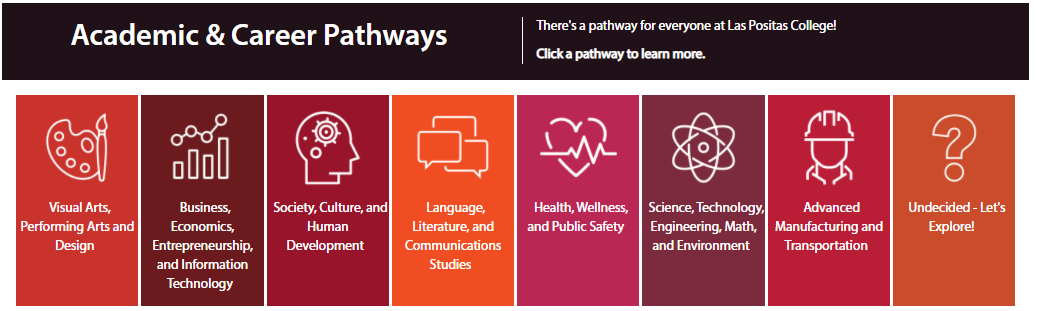 Academic & Career Pathways
There's a pathway for everyone at Las Positas College!
Click a pathway to learn more.
Visual Arts,
Performing Arts and
Design
Business,
Economics,
Entrepreneurship,
and Information
Technology
Society, Culture, and
Human
Development
Language,
Literature, and
Communications
Studies
Health, Wellness,
and Public Safety
Science, Technology,
Engineering, Math,
and Environment
Advanced
Manufacturing and
Transportation
Undecided - Let's
Explore!